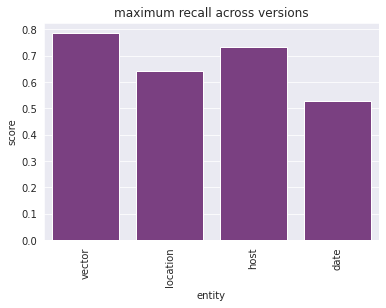 maximum recall across versions
score
0.8
0.7
0.6
0.5
0.4
0.3
0.2
0.1
0.0
vector
location
host
date
entity